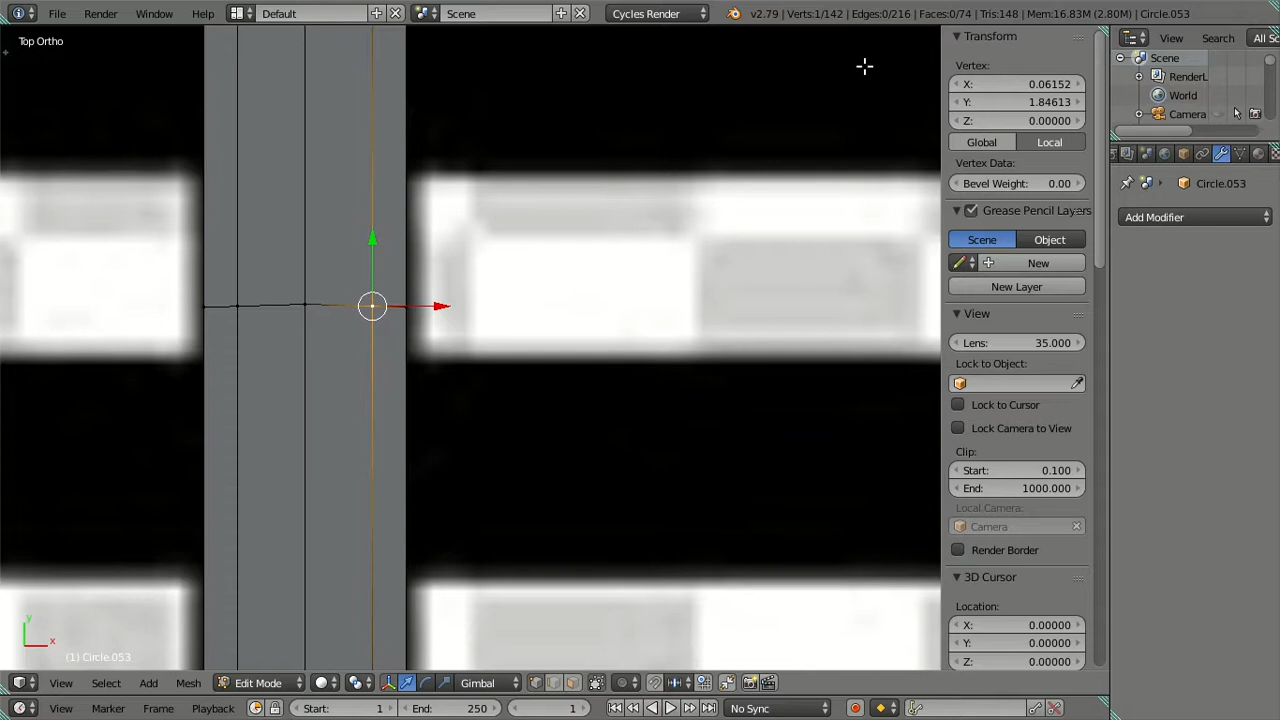 File Render Window Help Default Scene Cycles Render v2.79 | Verts:1/142 | Edges:0/216 | Faces:0/74 | Tris:148 | Mem:16.83M (2.80M) | Circle.053
Top Ortho
Transform
Vertex:
X: 0.06152
Y: 1.84613
Z: 0.00000
Global Local
Vertex Data:
Bevel Weight: 0.00
Grease Pencil Layers
Scene Object
New
New Layer
View
Lens: 35.000
Lock to Object:
Lock to Cursor
Lock Camera to View
Clip:
Start: 0.100
End: 1000.000
Local Camera:
Camera
Render Border
3D Cursor
Location:
X: 0.00000
Y: 0.00000
Z: 0.00000
View Search All Sc
Scene
RenderL
World
Camera
Circle.053
Add Modifier
y
x
(1) Circle.053
View Select Add Mesh Edit Mode Gimbal
View Marker Frame Playback Start: 1 End: 250 1 No Sync